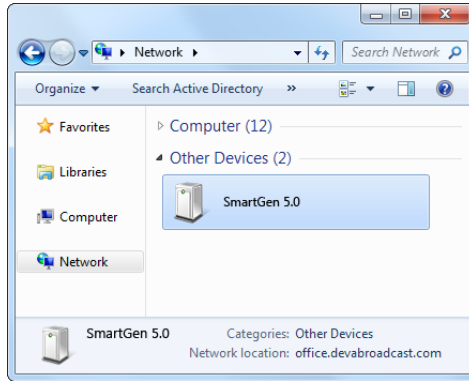 Network
Search Network
Organize
Search Active Directory
»
Favorites
Libraries
Computer
Network
Computer (12)
Other Devices (2)
SmartGen 5.0
SmartGen 5.0
Categories: Other Devices
Network location: office.devabroadcast.com